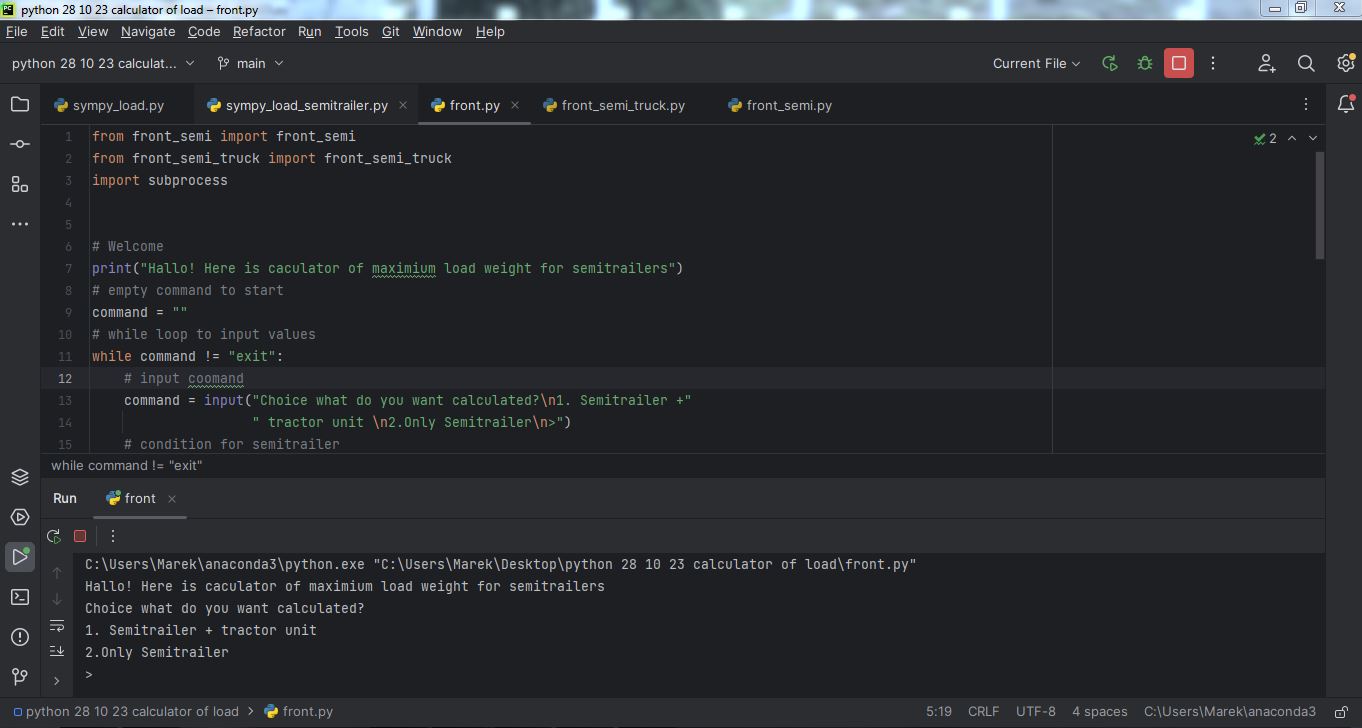 python 28 10 23 calculator of load – front.py
File Edit View Navigate Code Refactor Run Tools Git Window Help
python 28 10 23 calculat... main Current File
sympy_load.py sympy_load_semitrailer.py front.py front_semi_truck.py front_semi.py
1 from front_semi import front_semi
2 from front_semi_truck import front_semi_truck
3 import subprocess
4
5
6 # Welcome
7 print("Hallo! Here is caculator of maximium load weight for semitrailers")
8 # empty command to start
9 command = ""
10 # while loop to input values
11 while command != "exit":
12 # input coomand
13 command = input("Choice what do you want calculated?\n1. Semitrailer +"
14 " tractor unit \n2.Only Semitrailer\n>")
15 # condition for semitrailer
2
while command != "exit"
Run front
C:\Users\Marek\anaconda3\python.exe "C:\Users\Marek\Desktop\python 28 10 23 calculator of load\front.py"
Hallo! Here is caculator of maximium load weight for semitrailers
Choice what do you want calculated?
1. Semitrailer + tractor unit
2.Only Semitrailer
>
python 28 10 23 calculator of load > front.py 5:19 CRLF UTF-8 4 spaces C:\Users\Marek\anaconda3